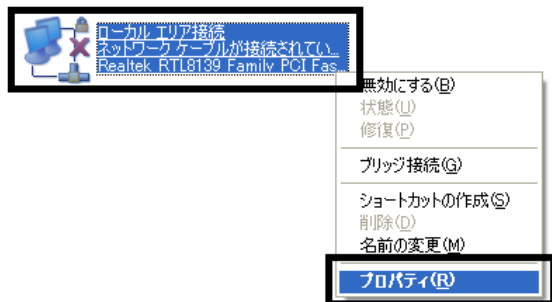 ローカル エリア接続
ネットワーク ケーブルが接続されてい...
Realtek RTL8139 Family PCI Fas...
無効にする(B)
状態(U)
修復(P)
ブリッジ接続(G)
ショートカットの作成(S)
削除(D)
名前の変更(M)
プロパティ(R)